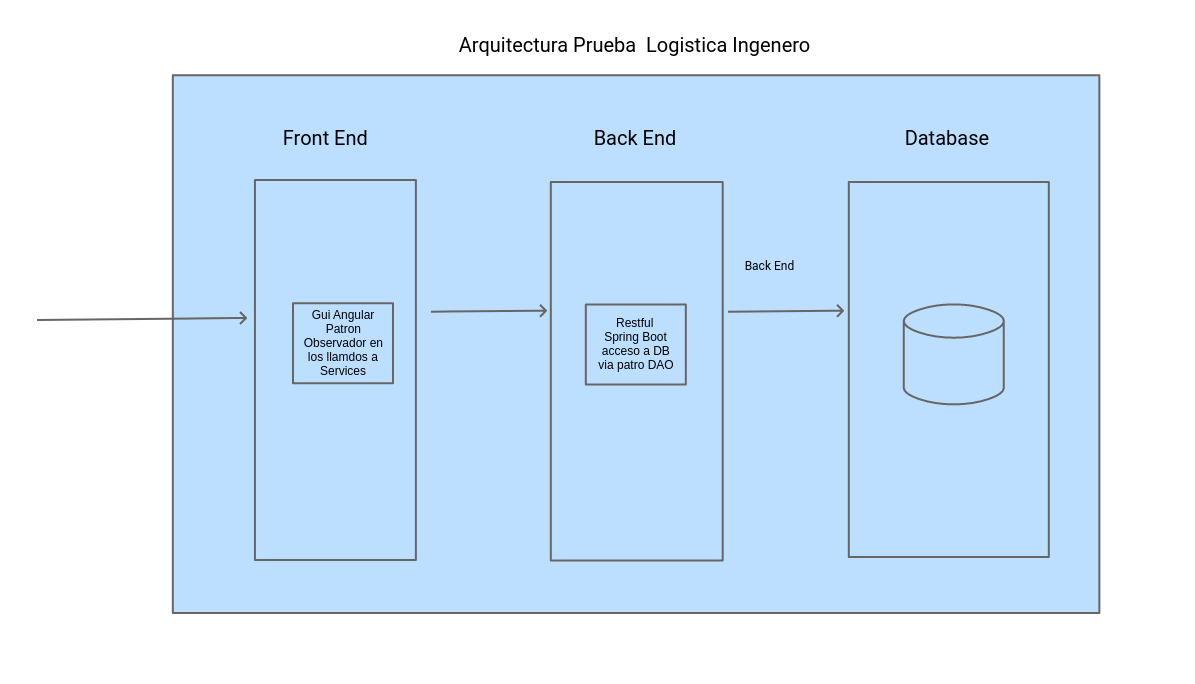 Arquitectura Prueba  Logistica Ingenero
Front End
Back End
Database
Back End
Gui Angular
Patron
Observador en
los llamdos a
Services
Restful
Spring Boot
acceso a DB
via patro DAO